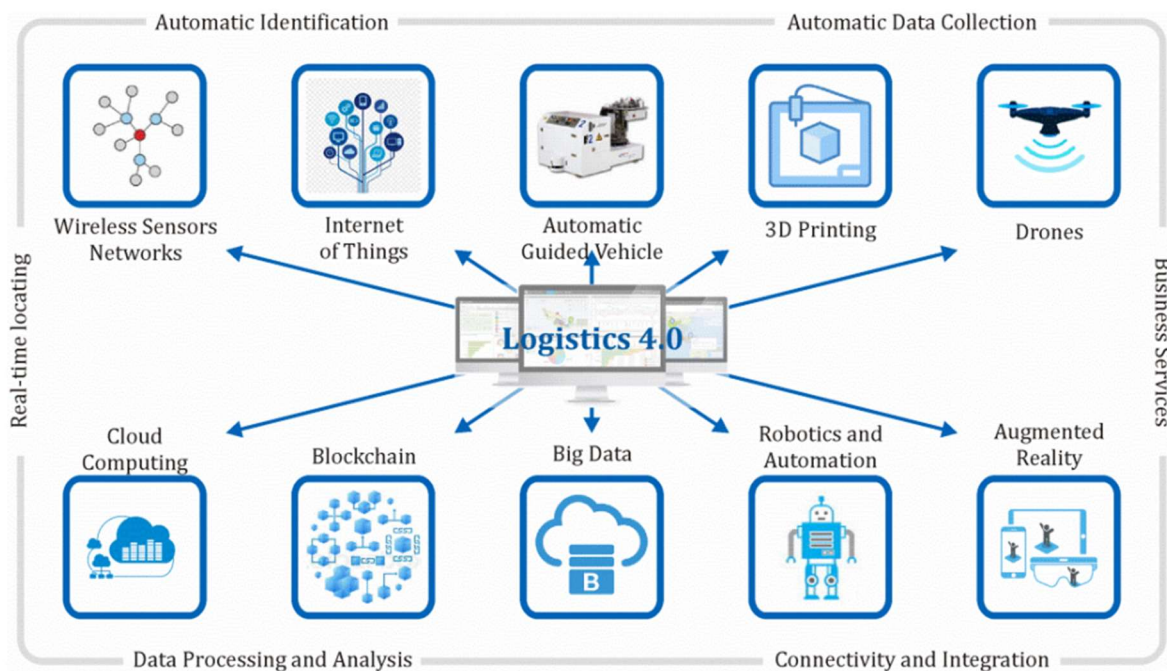 Automatic Identification
Automatic Data Collection
Wireless Sensors
Networks
Internet
of Things
Automatic
Guided Vehicle
3D Printing
Drones
Real-time locating
Business Services
Logistics 4.0
Cloud
Computing
Blockchain
Big Data
Robotics and
Automation
Augmented
Reality
B
Data Processing and Analysis
Connectivity and Integration